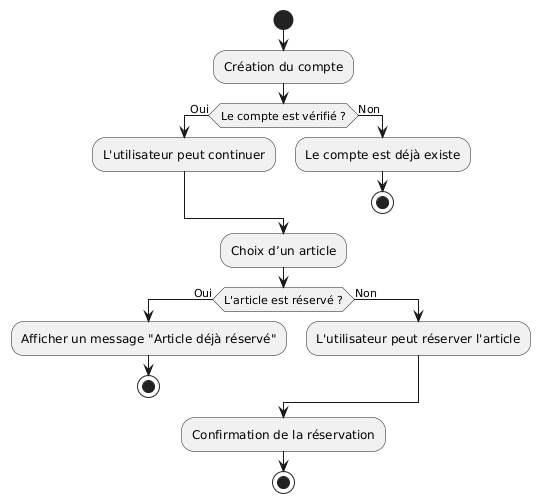 Création du compte
Oui
Le compte est vérifié ?
Non
L'utilisateur peut continuer
Le compte est déjà existe
Choix d’un article
Oui
L'article est réservé ?
Non
Afficher un message "Article déjà réservé"
L'utilisateur peut réserver l'article
Confirmation de la réservation